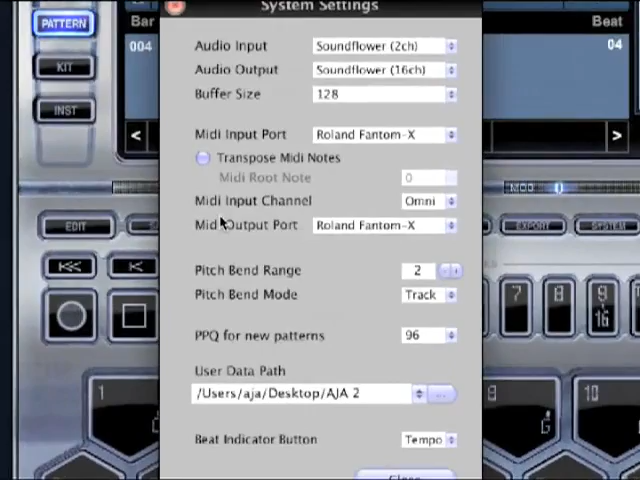 System Settings
PATTERN
Bar
Beat
Audio Input Soundflower (2ch)
004
04
KIT
Audio Output Soundflower (16ch)
Buffer Size 128
INST
< Midi Input Port Roland Fantom-X >
Transpose Midi Notes
Midi Root Note 0
MOD
Midi Input Channel Omni
EDIT
Midi Output Port Roland Fantom-X
EXPORT
SYSTEM
Pitch Bend Range 2
Pitch Bend Mode Track
7 8 9
16
PPQ for new patterns 96
User Data Path
/Users/aja/Desktop/AJA 2 ...
1
9
10
Beat Indicator Button Tempo
Close